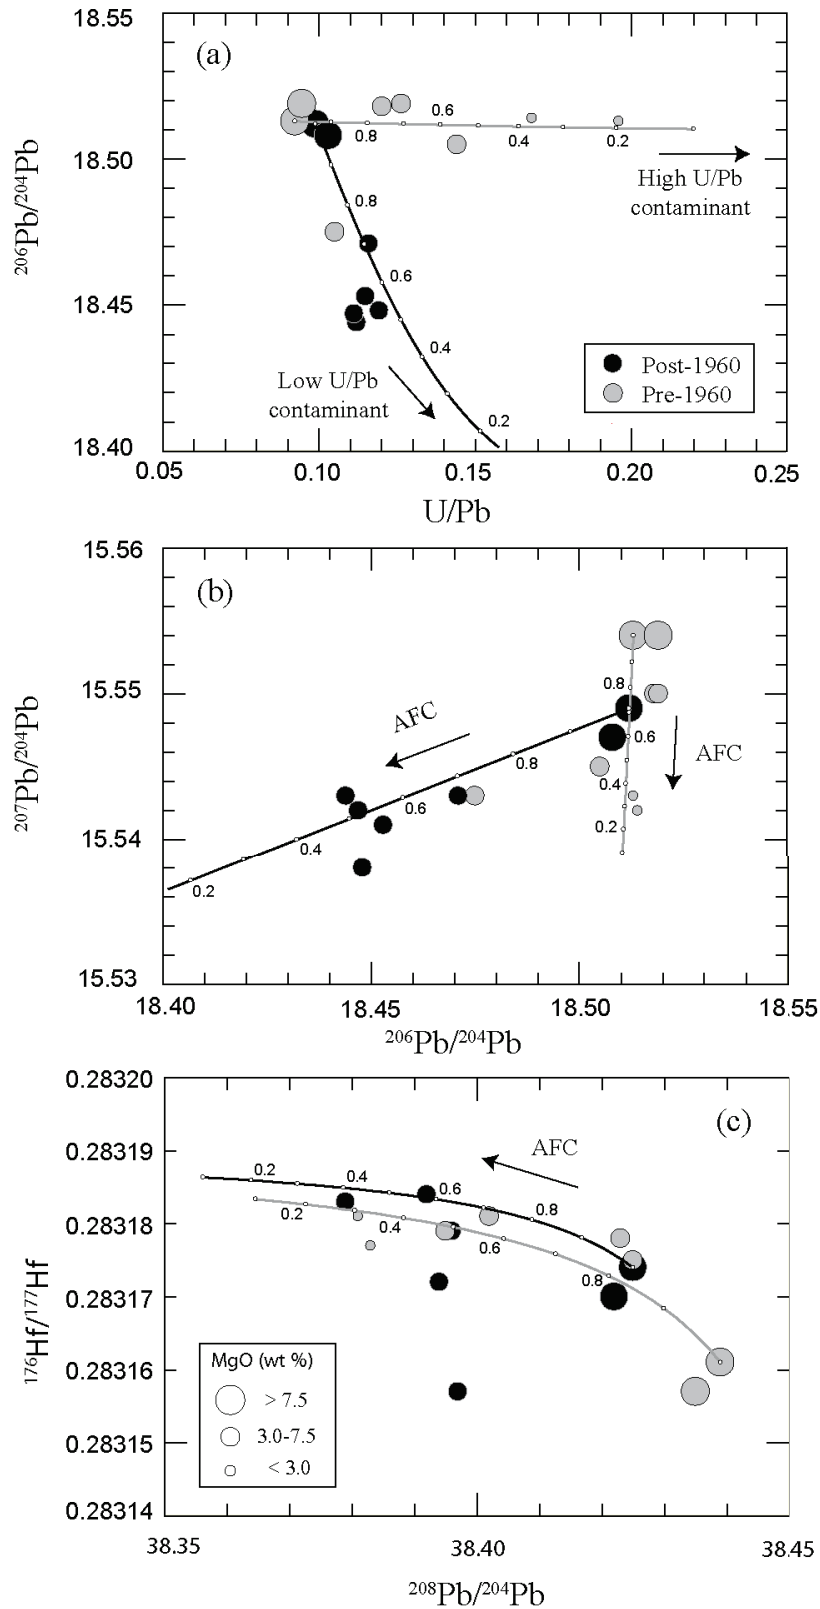 18.55
(a)
0.6
0.8
0.4
0.2
18.50
High U/Pb
contaminant
²⁰⁶Pb/²⁰⁴Pb
0.8
0.6
18.45
0.4
Low U/Pb
contaminant
Post-1960
Pre-1960
0.2
18.40
0.05
0.10
0.15
0.20
0.25
U/Pb
15.56
(b)
0.8
15.55
AFC
0.6
AFC
²⁰⁷Pb/²⁰⁴Pb
0.8
0.4
0.6
0.2
15.54
0.4
0.2
15.53
18.40
18.45
18.50
18.55
²⁰⁶Pb/²⁰⁴Pb
0.28320
(c)
0.28319
AFC
0.2
0.4
0.6
0.8
0.28318
0.2
0.4
0.6
0.8
0.28317
¹⁷⁶Hf/¹⁷⁷Hf
0.28316
MgO (wt %)
> 7.5
3.0-7.5
< 3.0
0.28315
0.28314
38.35
38.40
38.45
²⁰⁸Pb/²⁰⁴Pb